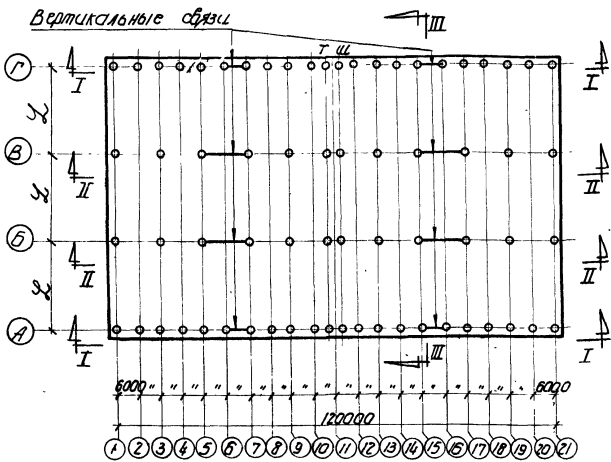 Вертикальные связи
III
Т Ш
Г
I
I
L
В
II
II
L
Б
II
II
L
А
I
I
III
6000 " " " " " " " " " " " " " " " " " " 6000
120000
1 2 3 4 5 6 7 8 9 10 11 12 13 14 15 16 17 18 19 20 21